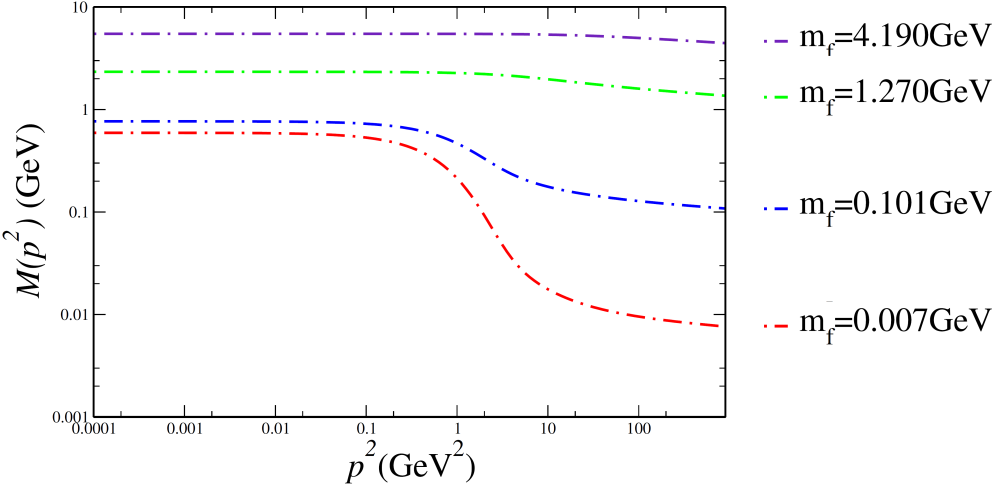 10
1
0.1
0.01
0.001
M(p²) (GeV)
0.0001 0.001 0.01 0.1 1 10 100
p²(GeV²)
m_f=4.190GeV
m_f=1.270GeV
m_f=0.101GeV
m_f=0.007GeV